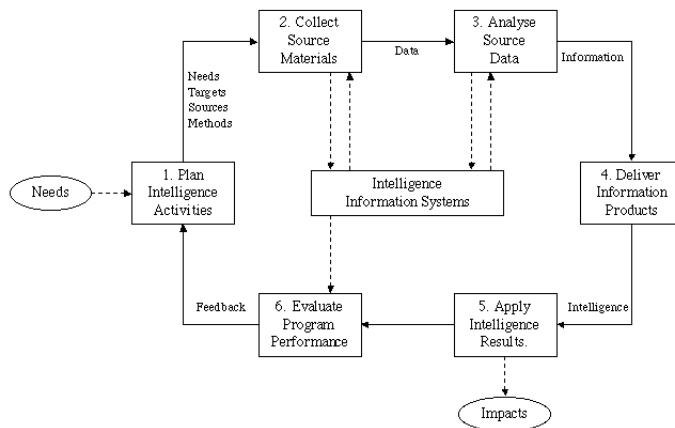 2. Collect
Source
Materials
Data
3. Analyse
Source
Data
Information
Needs
Targets
Sources
Methods
Needs
1. Plan
Intelligence
Activities
Intelligence
Information Systems
4. Deliver
Information
Products
Feedback
6. Evaluate
Program
Performance
5. Apply
Intelligence
Results.
Intelligence
Impacts